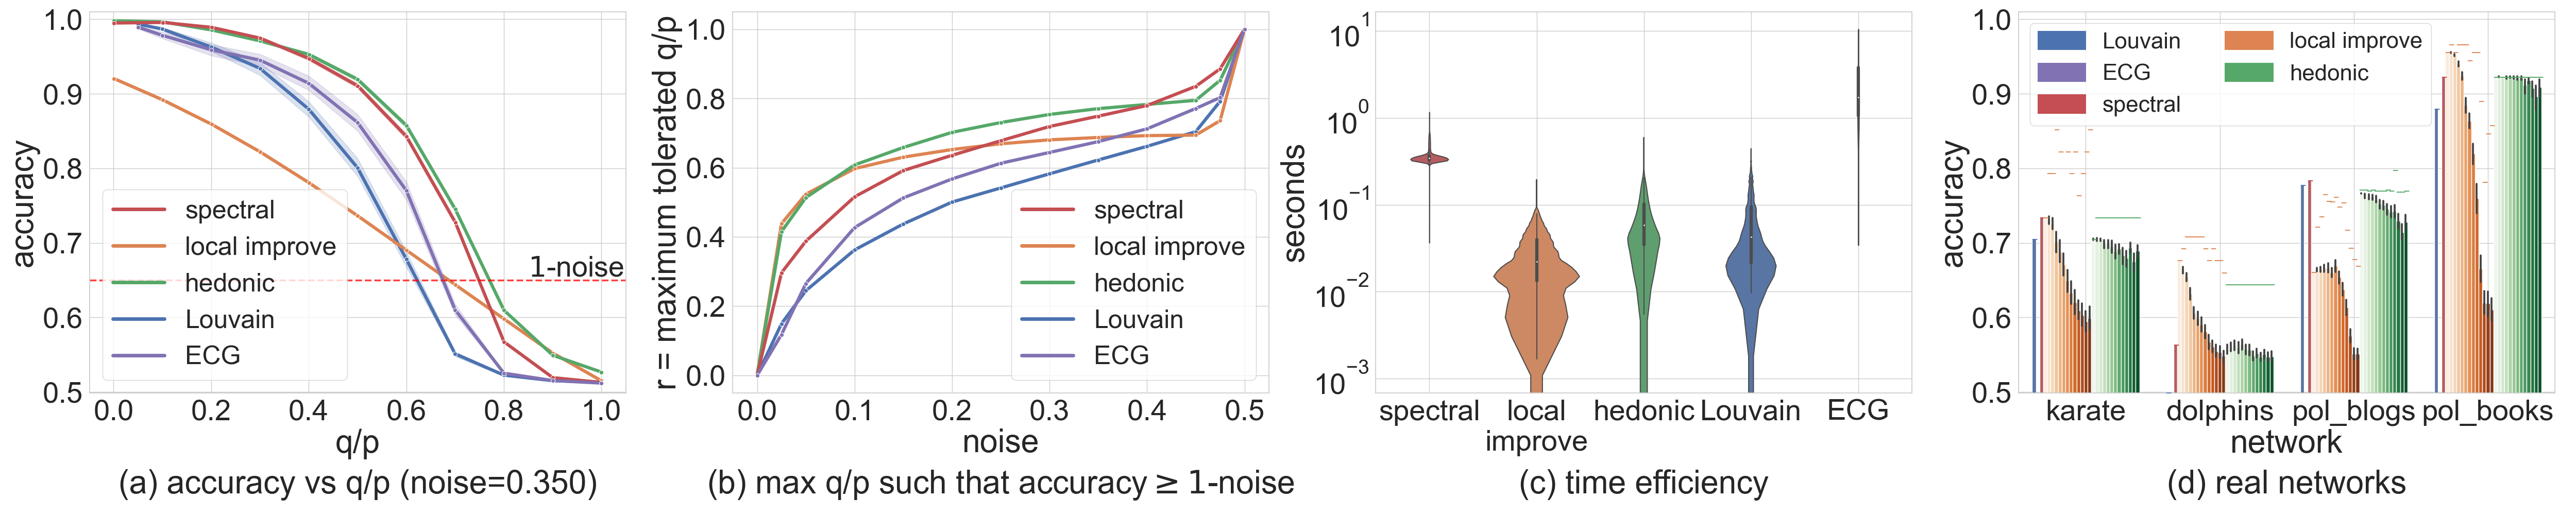 accuracy
1.0
0.9
0.8
0.7
0.6
0.5
spectral
local improve
hedonic
Louvain
ECG
1-noise
0.0 0.2 0.4 0.6 0.8 1.0
q/p
(a) accuracy vs q/p (noise=0.350)
r = maximum tolerated q/p
1.0
0.8
0.6
0.4
0.2
0.0
spectral
local improve
hedonic
Louvain
ECG
0.0 0.1 0.2 0.3 0.4 0.5
noise
(b) max q/p such that accuracy ≥ 1-noise
seconds
10^1
10^0
10^−1
10^−2
10^−3
spectral local improve hedonic Louvain ECG
(c) time efficiency
accuracy
1.0
0.9
0.8
0.7
0.6
0.5
Louvain local improve
ECG hedonic
spectral
karate dolphins pol_blogs pol_books
network
(d) real networks